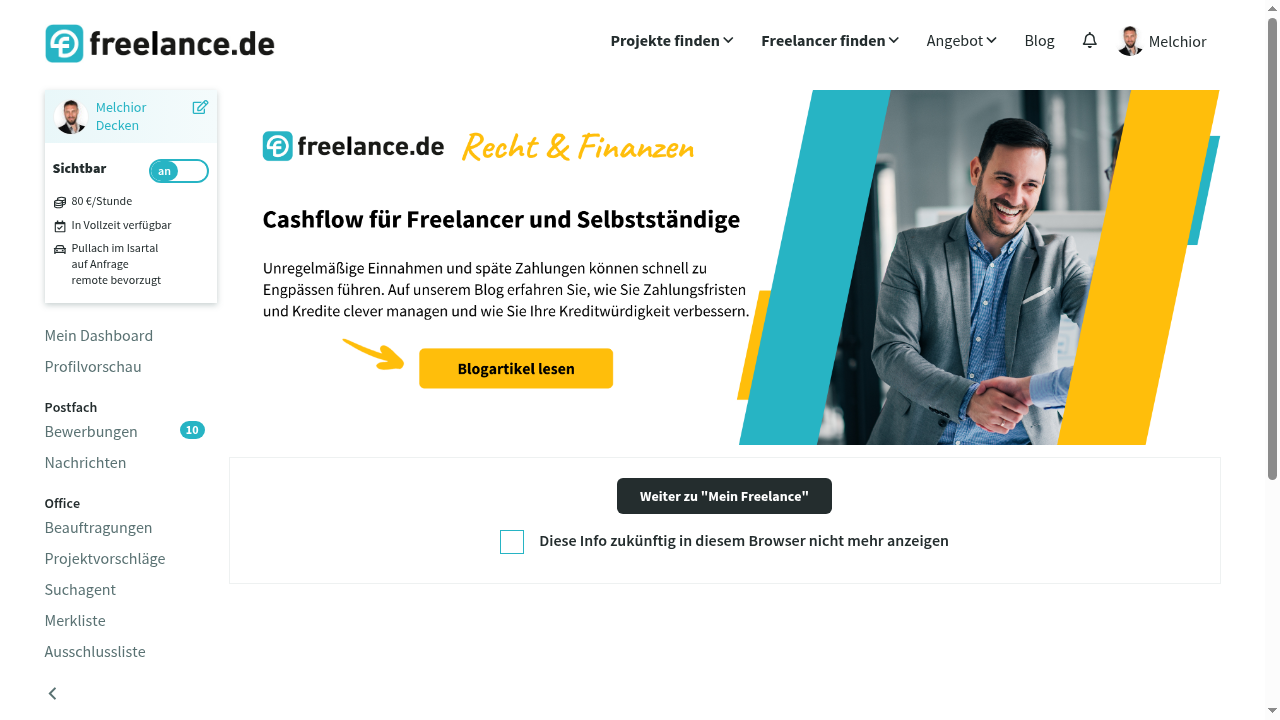 freelance.de
Projekte finden
Freelancer finden
Angebot
Blog
Melchior
Melchior
Decken
Sichtbar
an
80 €/Stunde
In Vollzeit verfügbar
Pullach im Isartal
auf Anfrage
remote bevorzugt
Mein Dashboard
Profilvorschau
Postfach
Bewerbungen
10
Nachrichten
Office
Beauftragungen
Projektvorschläge
Suchagent
Merkliste
Ausschlussliste
freelance.de Recht & Finanzen
Cashflow für Freelancer und Selbstständige
Unregelmäßige Einnahmen und späte Zahlungen können schnell zu
Engpässen führen. Auf unserem Blog erfahren Sie, wie Sie Zahlungsfristen
und Kredite clever managen und wie Sie Ihre Kreditwürdigkeit verbessern.
Blogartikel lesen
Weiter zu "Mein Freelance"
Diese Info zukünftig in diesem Browser nicht mehr anzeigen